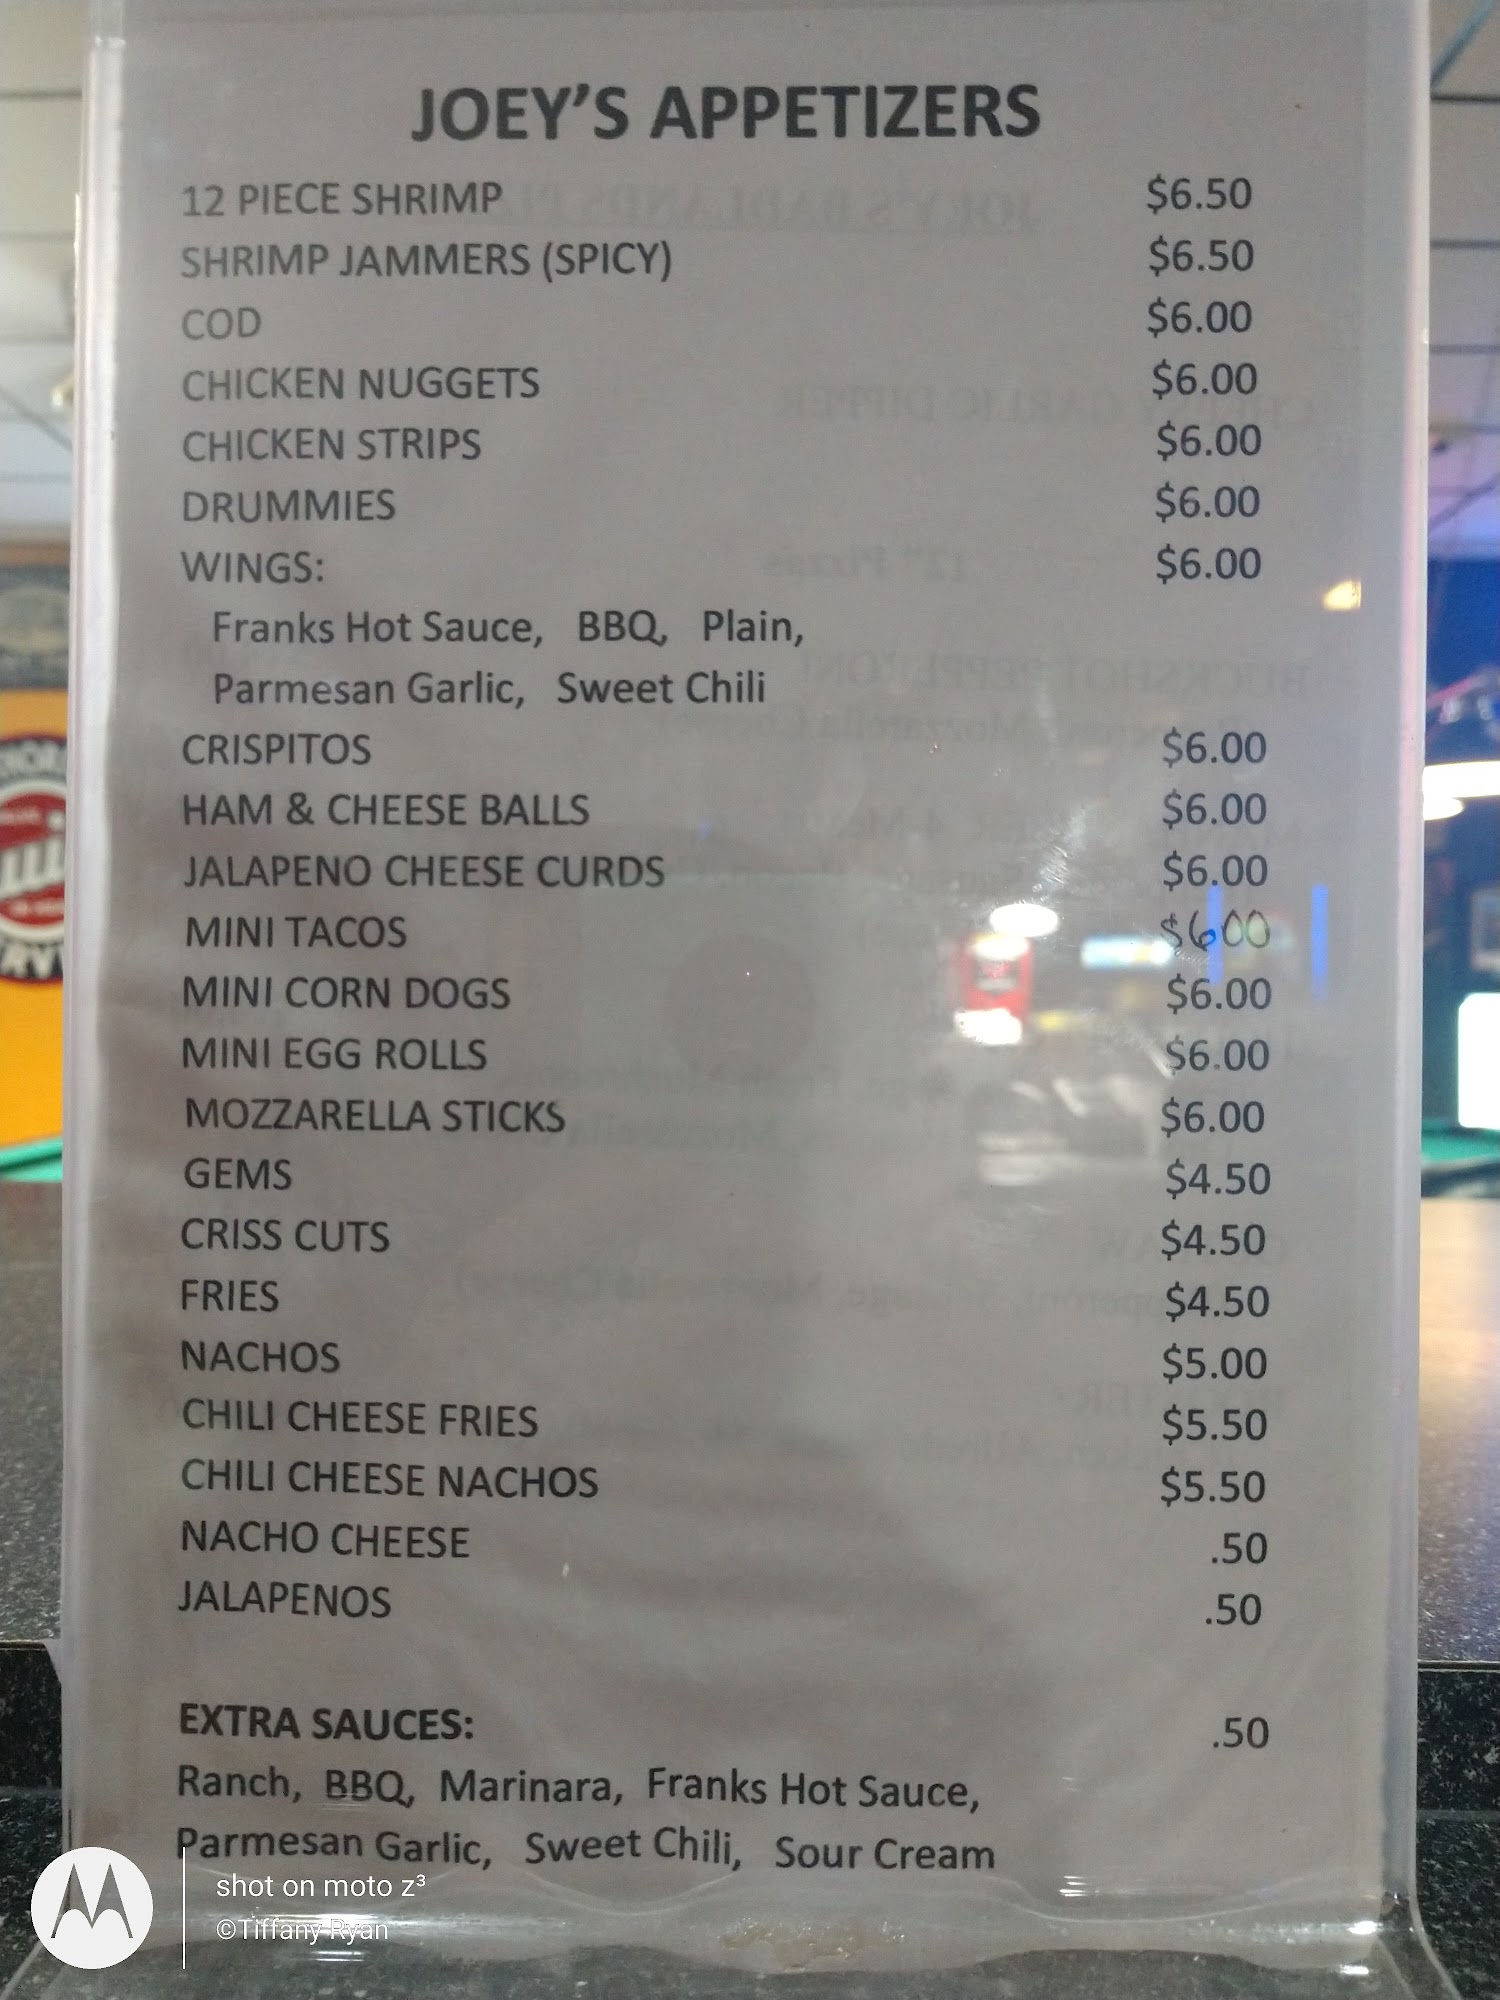 JOEY'S APPETIZERS
12 PIECE SHRIMP $6.50
SHRIMP JAMMERS (SPICY) $6.50
COD $6.00
CHICKEN NUGGETS $6.00
CHICKEN STRIPS $6.00
DRUMMIES $6.00
WINGS: $6.00
Franks Hot Sauce, BBQ, Plain,
Parmesan Garlic, Sweet Chili
CRISPITOS $6.00
HAM & CHEESE BALLS $6.00
JALAPENO CHEESE CURDS $6.00
MINI TACOS $6.00
MINI CORN DOGS $6.00
MINI EGG ROLLS $6.00
MOZZARELLA STICKS $6.00
GEMS $4.50
CRISS CUTS $4.50
FRIES $4.50
NACHOS $5.00
CHILI CHEESE FRIES $5.50
CHILI CHEESE NACHOS $5.50
NACHO CHEESE .50
JALAPENOS .50
EXTRA SAUCES: .50
Ranch, BBQ, Marinara, Franks Hot Sauce,
Parmesan Garlic, Sweet Chili, Sour Cream
shot on moto z³
©Tiffany Ryan